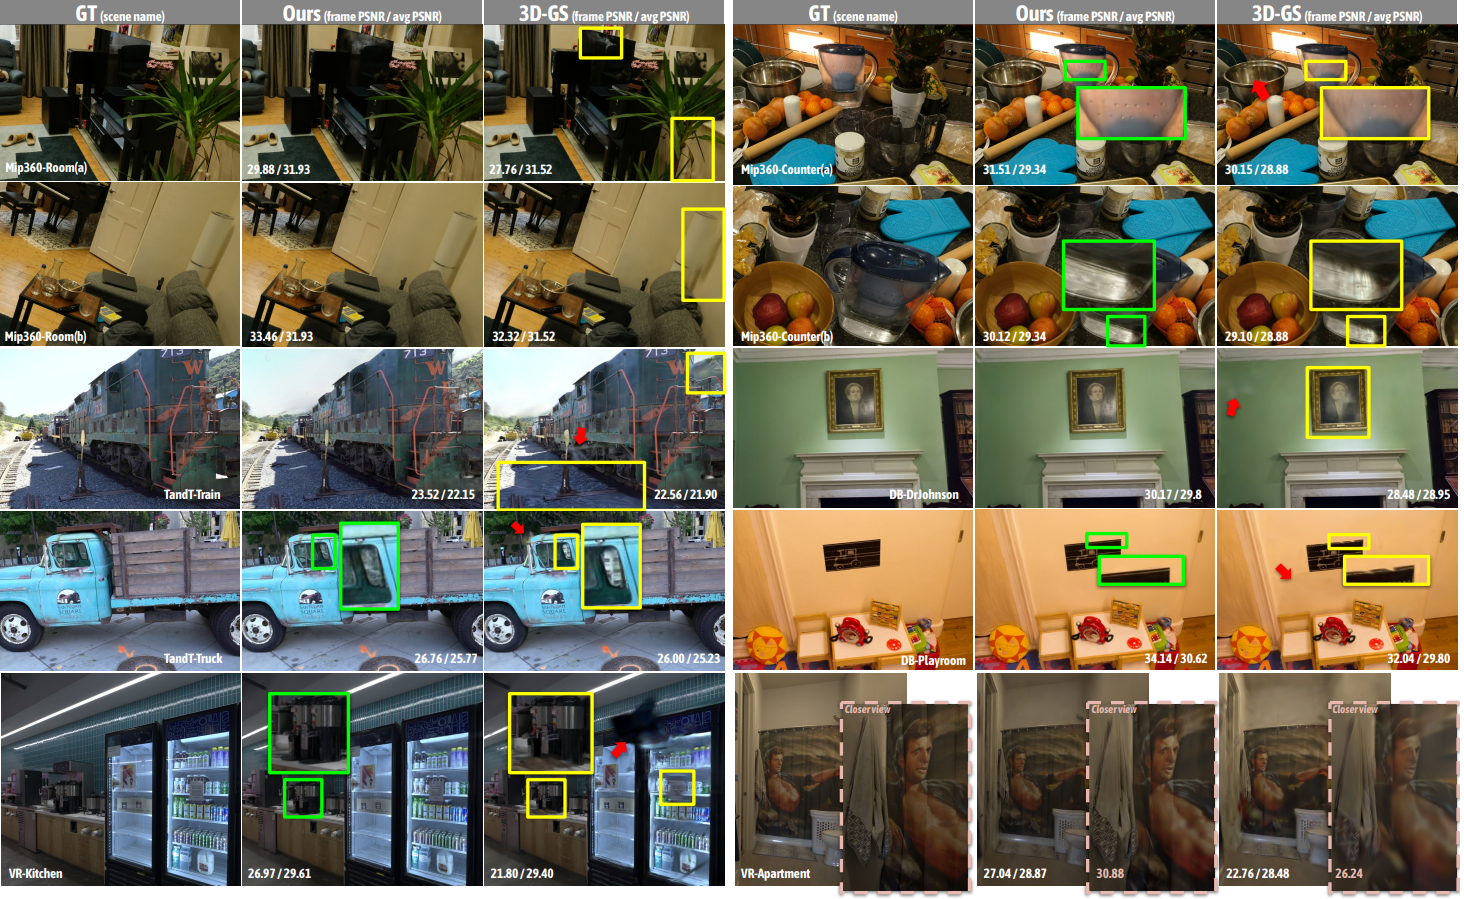 GT (scene name)
Ours (frame PSNR / avg PSNR)
3D-GS (frame PSNR / avg PSNR)
GT (scene name)
Ours (frame PSNR / avg PSNR)
3D-GS (frame PSNR / avg PSNR)
Mip360-Room(a)
29.88 / 31.93
27.76 / 31.52
Mip360-Counter(a)
31.51 / 29.34
30.15 / 28.88
Mip360-Room(b)
33.46 / 31.93
32.32 / 31.52
Mip360-Counter(b)
30.12 / 29.34
29.10 / 28.88
713
W
713
W
713
W
TandT-Train
23.52 / 22.15
22.56 / 21.90
DB-DrJohnson
30.17 / 29.8
28.48 / 28.95
SQUARE
TandT-Truck
26.76 / 25.77
26.00 / 25.23
DB-Playroom
34.14 / 30.62
32.04 / 29.80
VR-Kitchen
26.97 / 29.61
21.80 / 29.40
Closer view
Closer view
VR-Apartment
27.04 / 28.87
30.88
22.76 / 28.48
26.24